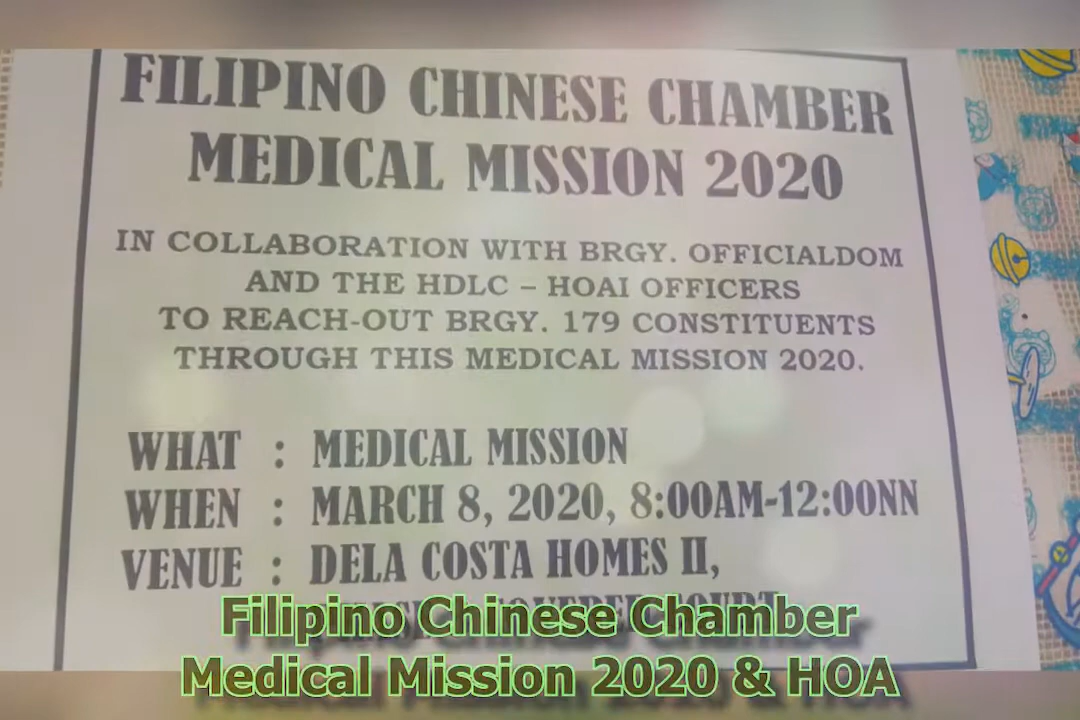 FILIPINO CHINESE CHAMBER
MEDICAL MISSION 2020
IN COLLABORATION WITH BRGY. OFFICIALDOM
AND THE HDLC – HOAI OFFICERS
TO REACH-OUT BRGY. 179 CONSTITUENTS
THROUGH THIS MEDICAL MISSION 2020.
WHAT : MEDICAL MISSION
WHEN : MARCH 8, 2020, 8:00AM-12:00NN
VENUE : DELA COSTA HOMES II,
COVERED COURT
Filipino Chinese Chamber
Medical Mission 2020 & HOA